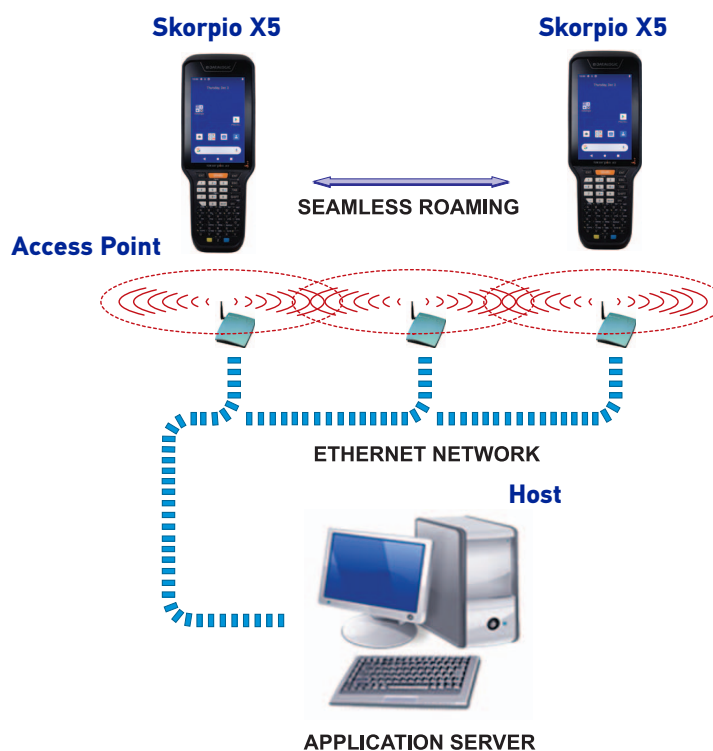 Skorpio X5
Skorpio X5
SEAMLESS ROAMING
Access Point
ETHERNET NETWORK
Host
APPLICATION SERVER